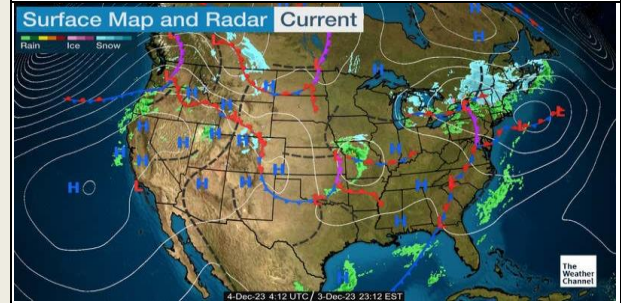 Surface Map and Radar Current
Rain Ice Snow
H
H
L
L
H
L
H
H
H
H
H
H
H
H
H
H
H
H
L
H
H
L
H
The
Weather
Channel
4-Dec-23 4:12 UTC / 3-Dec-23 23:12 EST